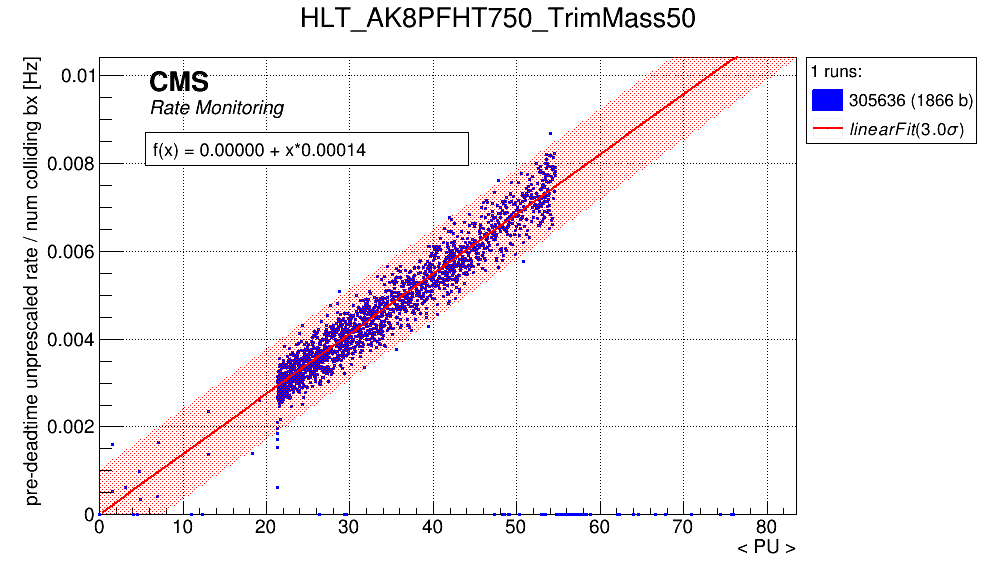 HLT_AK8PFHT750_TrimMass50
pre-deadtime unprescaled rate / num colliding bx [Hz]
0.01
0.008
0.006
0.004
0.002
0
CMS
Rate Monitoring
f(x) = 0.00000 + x*0.00014
0 10 20 30 40 50 60 70 80
< PU >
1 runs:
305636 (1866 b)
linearFit(3.0σ)